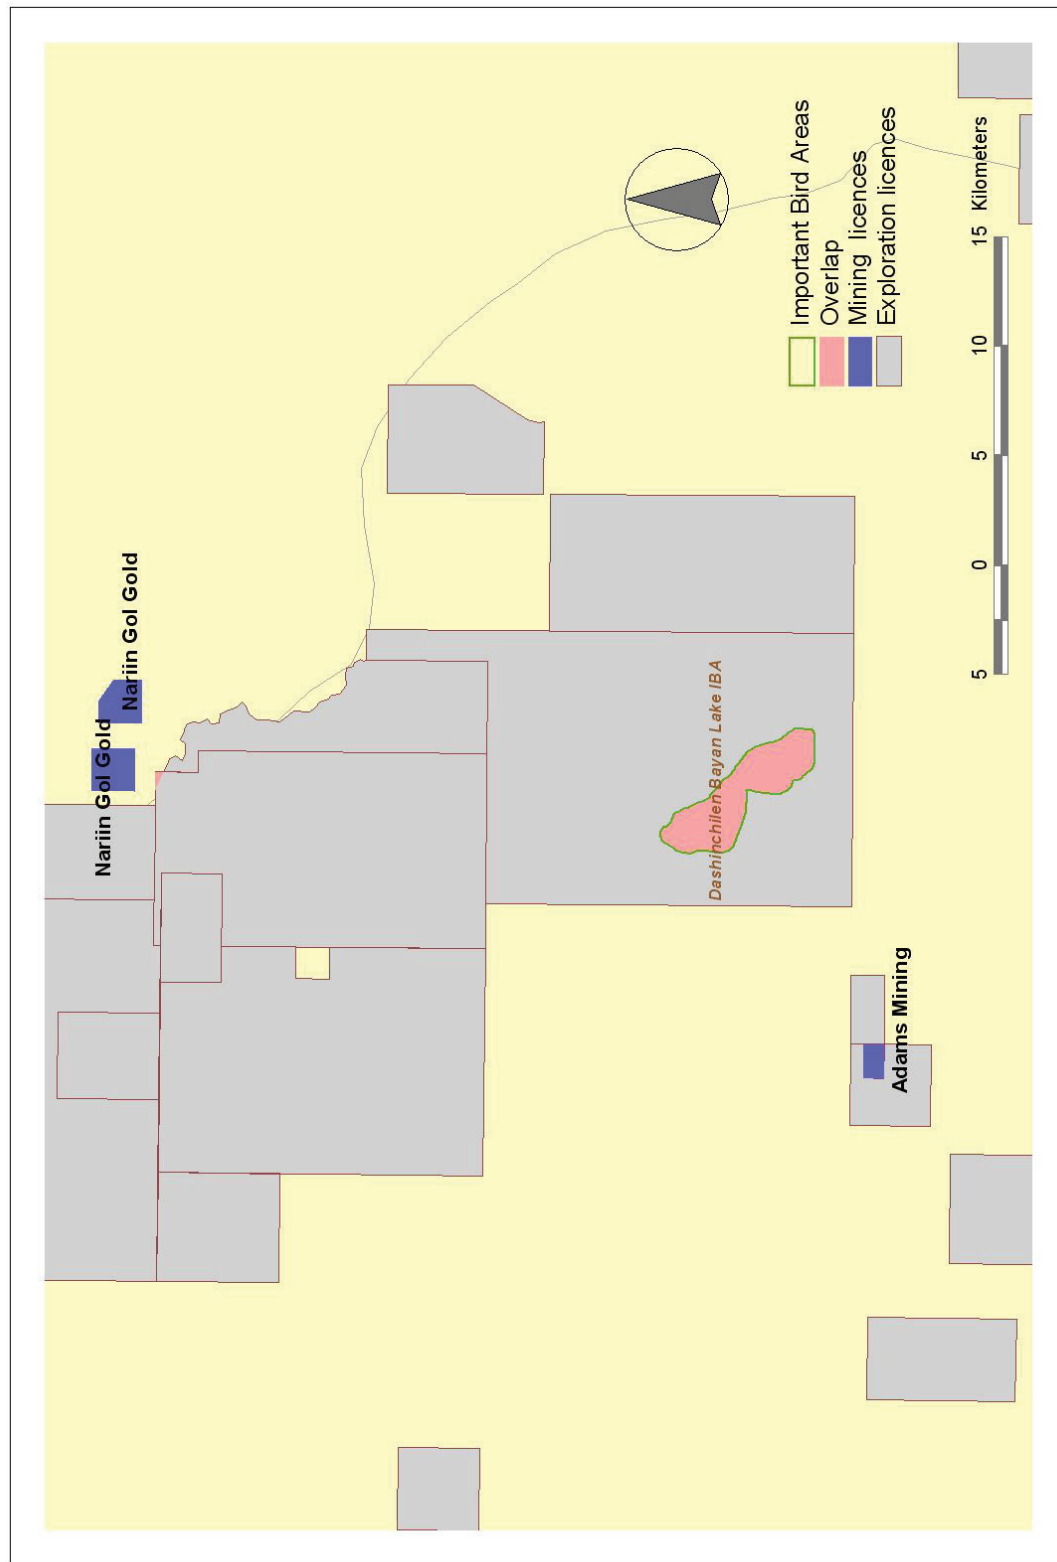 Nariin Gol Gold
Nariin Gol Gold
Dashinchilen Bayan Lake IBA
Adams Mining
Important Bird Areas
Overlap
Mining licences
Exploration licences
5 0 5 10 15 Kilometers